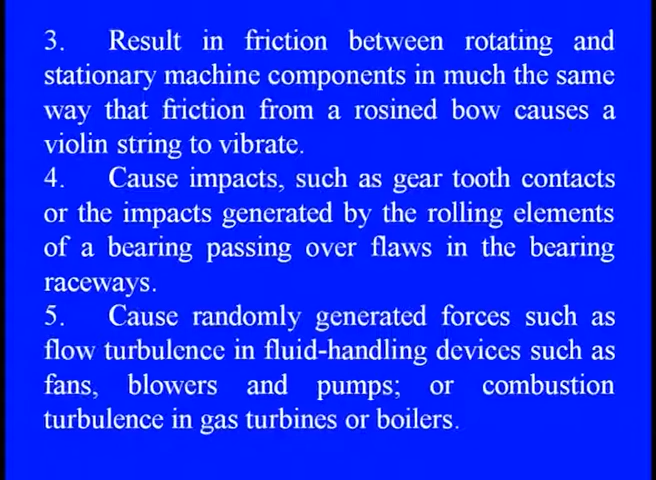 3. Result in friction between rotating and
stationary machine components in much the same
way that friction from a rosined bow causes a
violin string to vibrate.
4. Cause impacts, such as gear tooth contacts
or the impacts generated by the rolling elements
of a bearing passing over flaws in the bearing
raceways.
5. Cause randomly generated forces such as
flow turbulence in fluid-handling devices such as
fans, blowers and pumps; or combustion
turbulence in gas turbines or boilers.